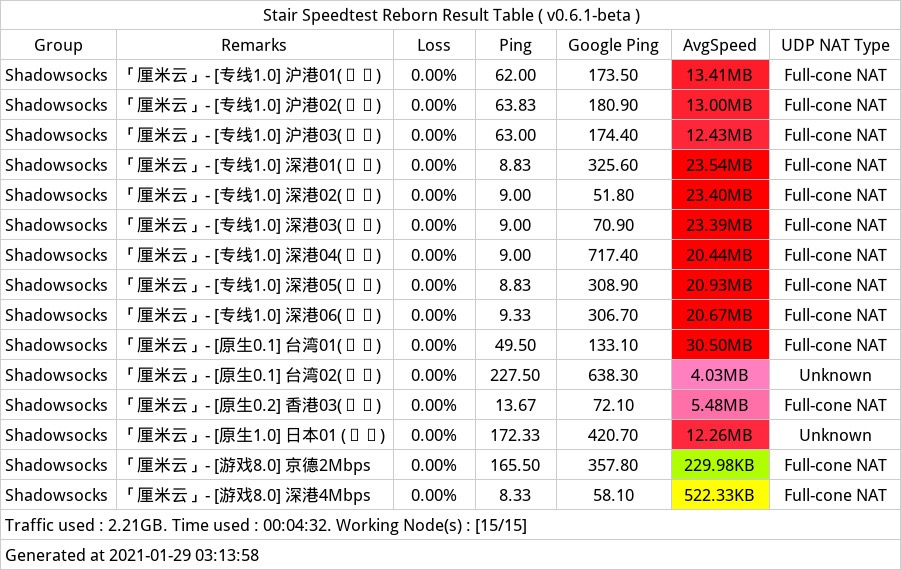 Stair Speedtest Reborn Result Table ( v0.6.1-beta )
Group Remarks Loss Ping Google Ping AvgSpeed UDP NAT Type
Shadowsocks 「厘米云」- [专线1.0] 沪港01(▯ ▯) 0.00% 62.00 173.50 13.41MB Full-cone NAT
Shadowsocks 「厘米云」- [专线1.0] 沪港02(▯ ▯) 0.00% 63.83 180.90 13.00MB Full-cone NAT
Shadowsocks 「厘米云」- [专线1.0] 沪港03(▯ ▯) 0.00% 63.00 174.40 12.43MB Full-cone NAT
Shadowsocks 「厘米云」- [专线1.0] 深港01(▯ ▯) 0.00% 8.83 325.60 23.54MB Full-cone NAT
Shadowsocks 「厘米云」- [专线1.0] 深港02(▯ ▯) 0.00% 9.00 51.80 23.40MB Full-cone NAT
Shadowsocks 「厘米云」- [专线1.0] 深港03(▯ ▯) 0.00% 9.00 70.90 23.39MB Full-cone NAT
Shadowsocks 「厘米云」- [专线1.0] 深港04(▯ ▯) 0.00% 9.00 717.40 20.44MB Full-cone NAT
Shadowsocks 「厘米云」- [专线1.0] 深港05(▯ ▯) 0.00% 8.83 308.90 20.93MB Full-cone NAT
Shadowsocks 「厘米云」- [专线1.0] 深港06(▯ ▯) 0.00% 9.33 306.70 20.67MB Full-cone NAT
Shadowsocks 「厘米云」- [原生0.1] 台湾01(▯ ▯) 0.00% 49.50 133.10 30.50MB Full-cone NAT
Shadowsocks 「厘米云」- [原生0.1] 台湾02(▯ ▯) 0.00% 227.50 638.30 4.03MB Unknown
Shadowsocks 「厘米云」- [原生0.2] 香港03(▯ ▯) 0.00% 13.67 72.10 5.48MB Full-cone NAT
Shadowsocks 「厘米云」- [原生1.0] 日本01 (▯ ▯) 0.00% 172.33 420.70 12.26MB Unknown
Shadowsocks 「厘米云」- [游戏8.0] 京德2Mbps 0.00% 165.50 357.80 229.98KB Full-cone NAT
Shadowsocks 「厘米云」- [游戏8.0] 深港4Mbps 0.00% 8.33 58.10 522.33KB Full-cone NAT
Traffic used : 2.21GB. Time used : 00:04:32. Working Node(s) : [15/15]
Generated at 2021-01-29 03:13:58